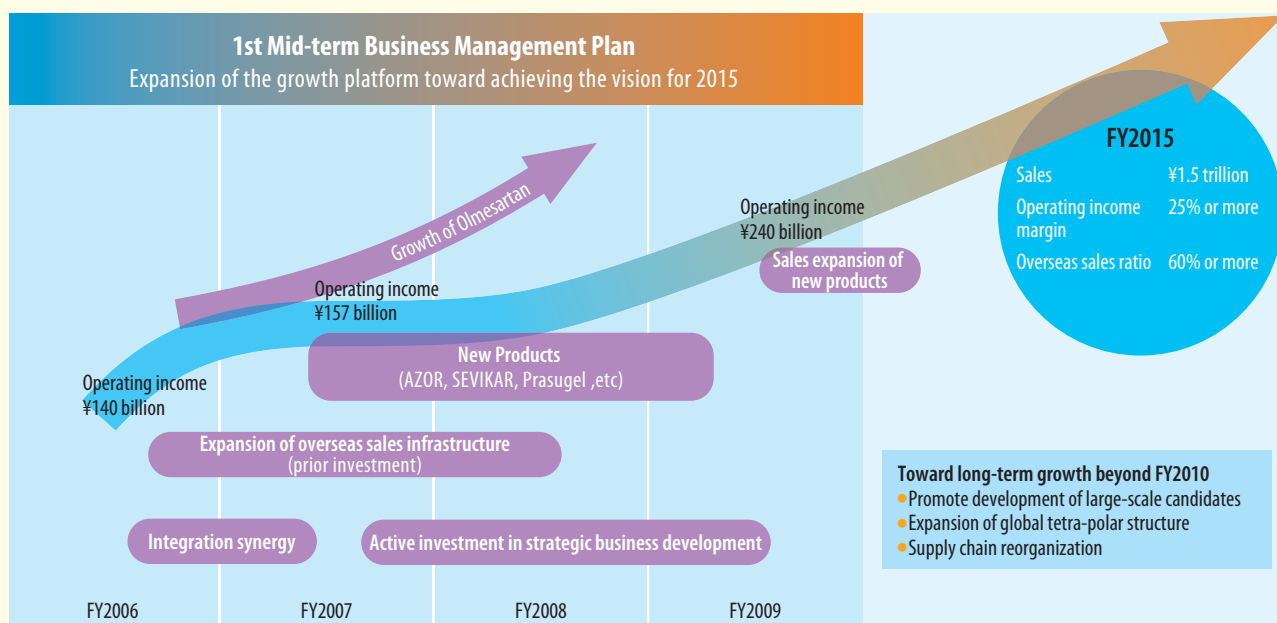 1st Mid-term Business Management Plan
Expansion of the growth platform toward achieving the vision for 2015
Growth of Olmesartan
Operating income
¥140 billion
Operating income
¥157 billion
Operating income
¥240 billion
Sales expansion of
new products
New Products
(AZOR, SEVIKAR, Prasugel ,etc)
Expansion of overseas sales infrastructure
(prior investment)
Integration synergy
Active investment in strategic business development
FY2006
FY2007
FY2008
FY2009
FY2015
Sales ¥1.5 trillion
Operating income 25% or more
margin
Overseas sales ratio 60% or more
Toward long-term growth beyond FY2010
●Promote development of large-scale candidates
●Expansion of global tetra-polar structure
●Supply chain reorganization